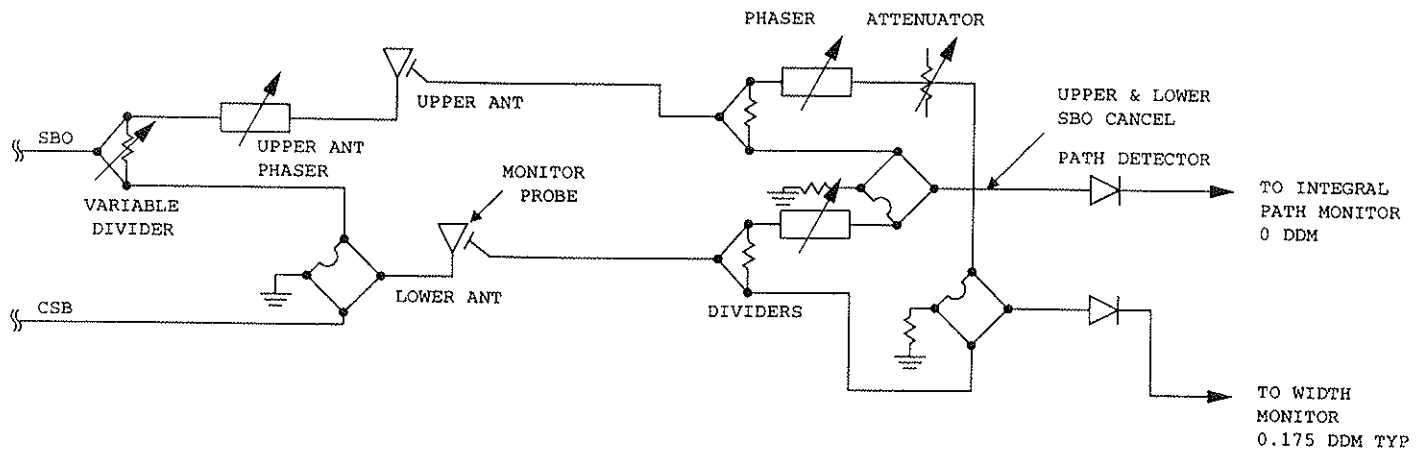 PHASER
ATTENUATOR
UPPER ANT
UPPER & LOWER
SBO CANCEL
SBO
UPPER ANT
PHASER
MONITOR
PROBE
PATH DETECTOR
TO INTEGRAL
PATH MONITOR
0 DDM
VARIABLE
DIVIDER
LOWER ANT
DIVIDERS
CSB
TO WIDTH
MONITOR
0.175 DDM TYP